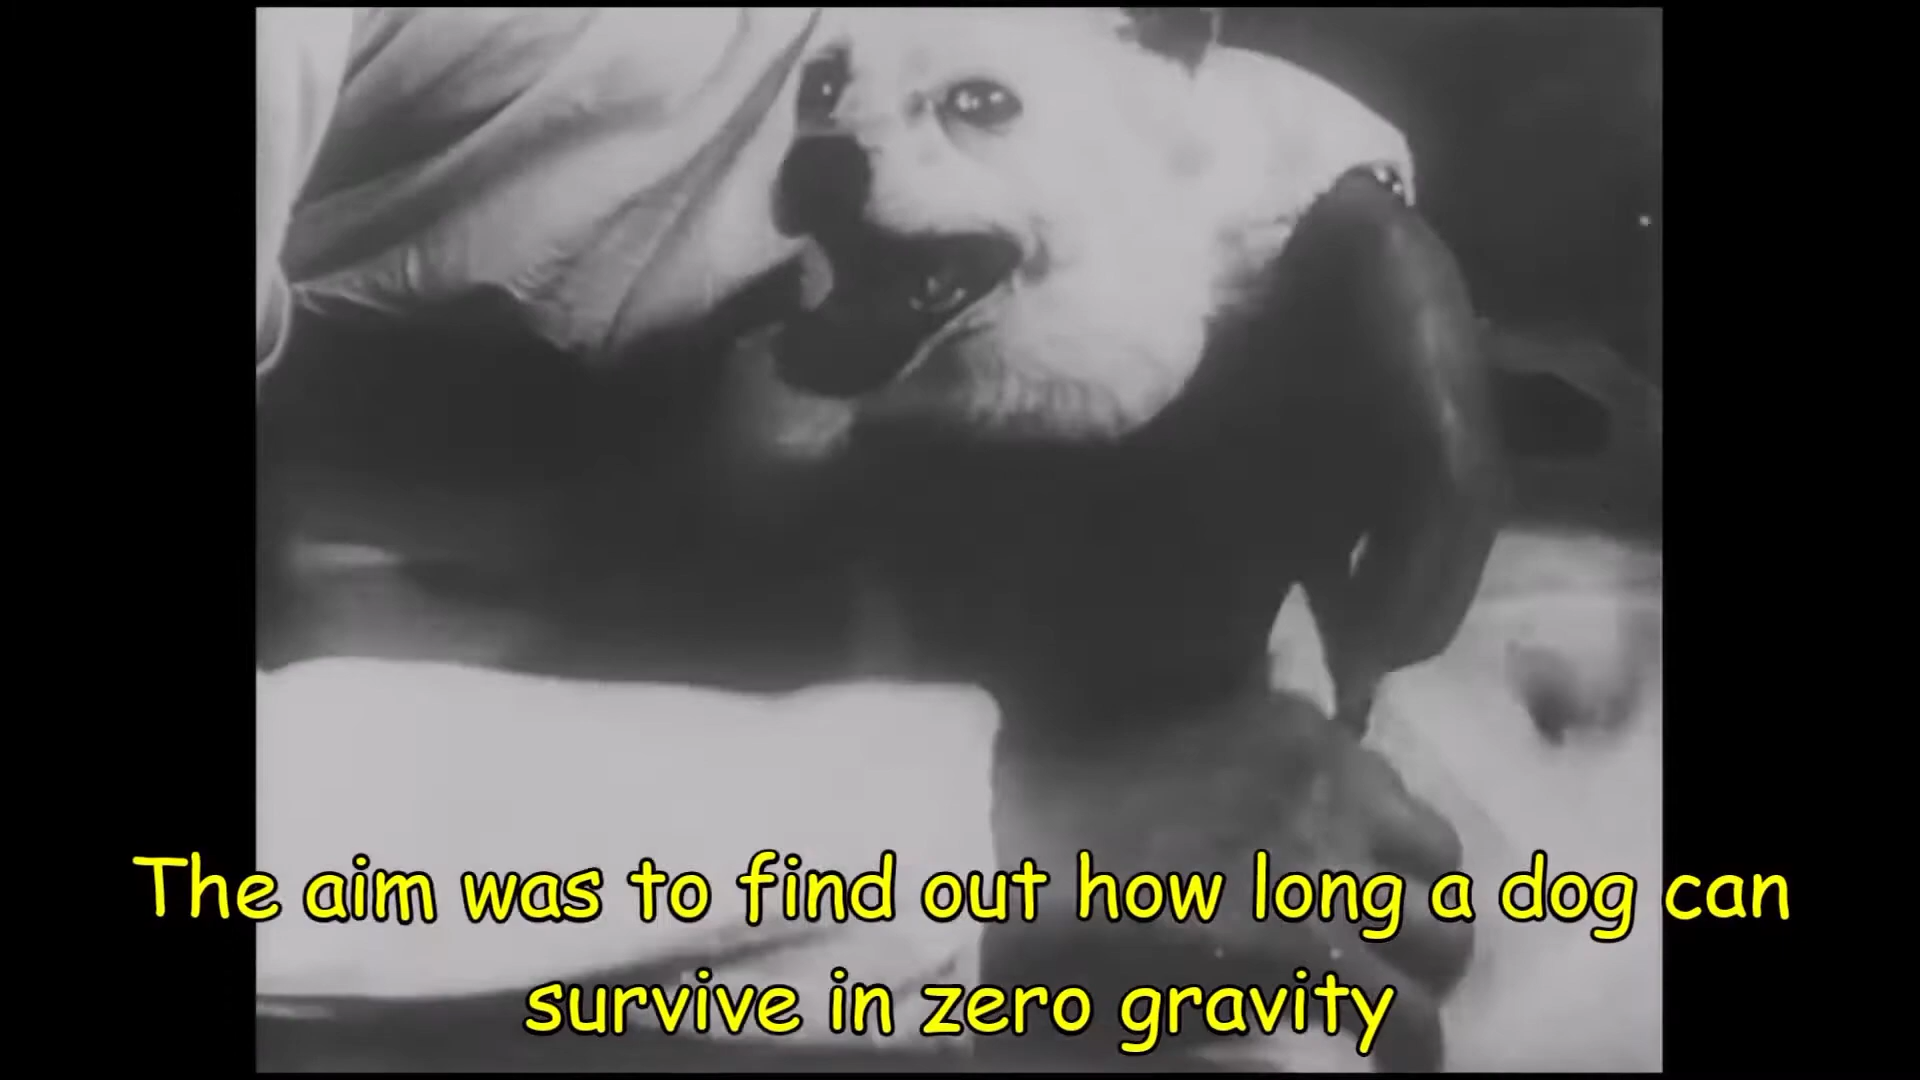 The aim was to find out how long a dog can
survive in zero gravity